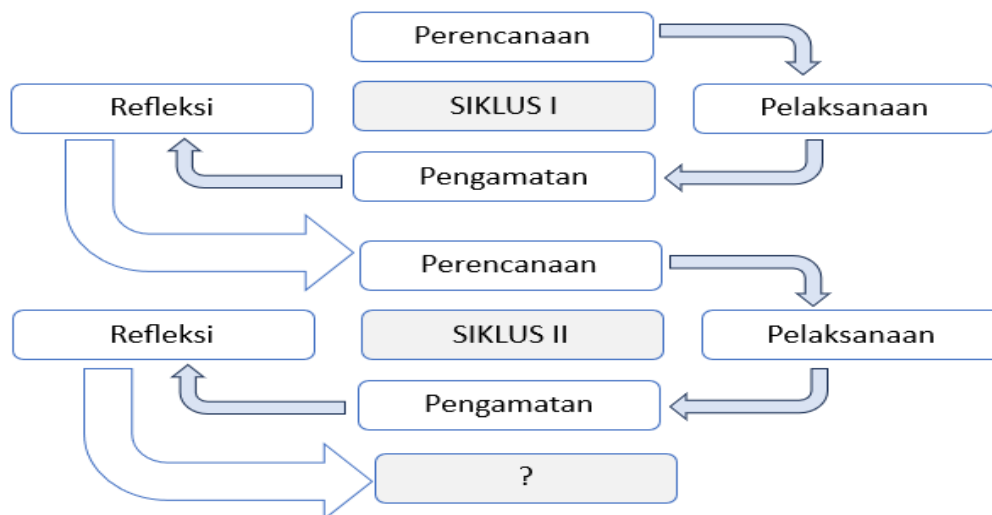 Perencanaan
Refleksi
SIKLUS I
Pelaksanaan
Pengamatan
Perencanaan
Refleksi
SIKLUS II
Pelaksanaan
Pengamatan
?